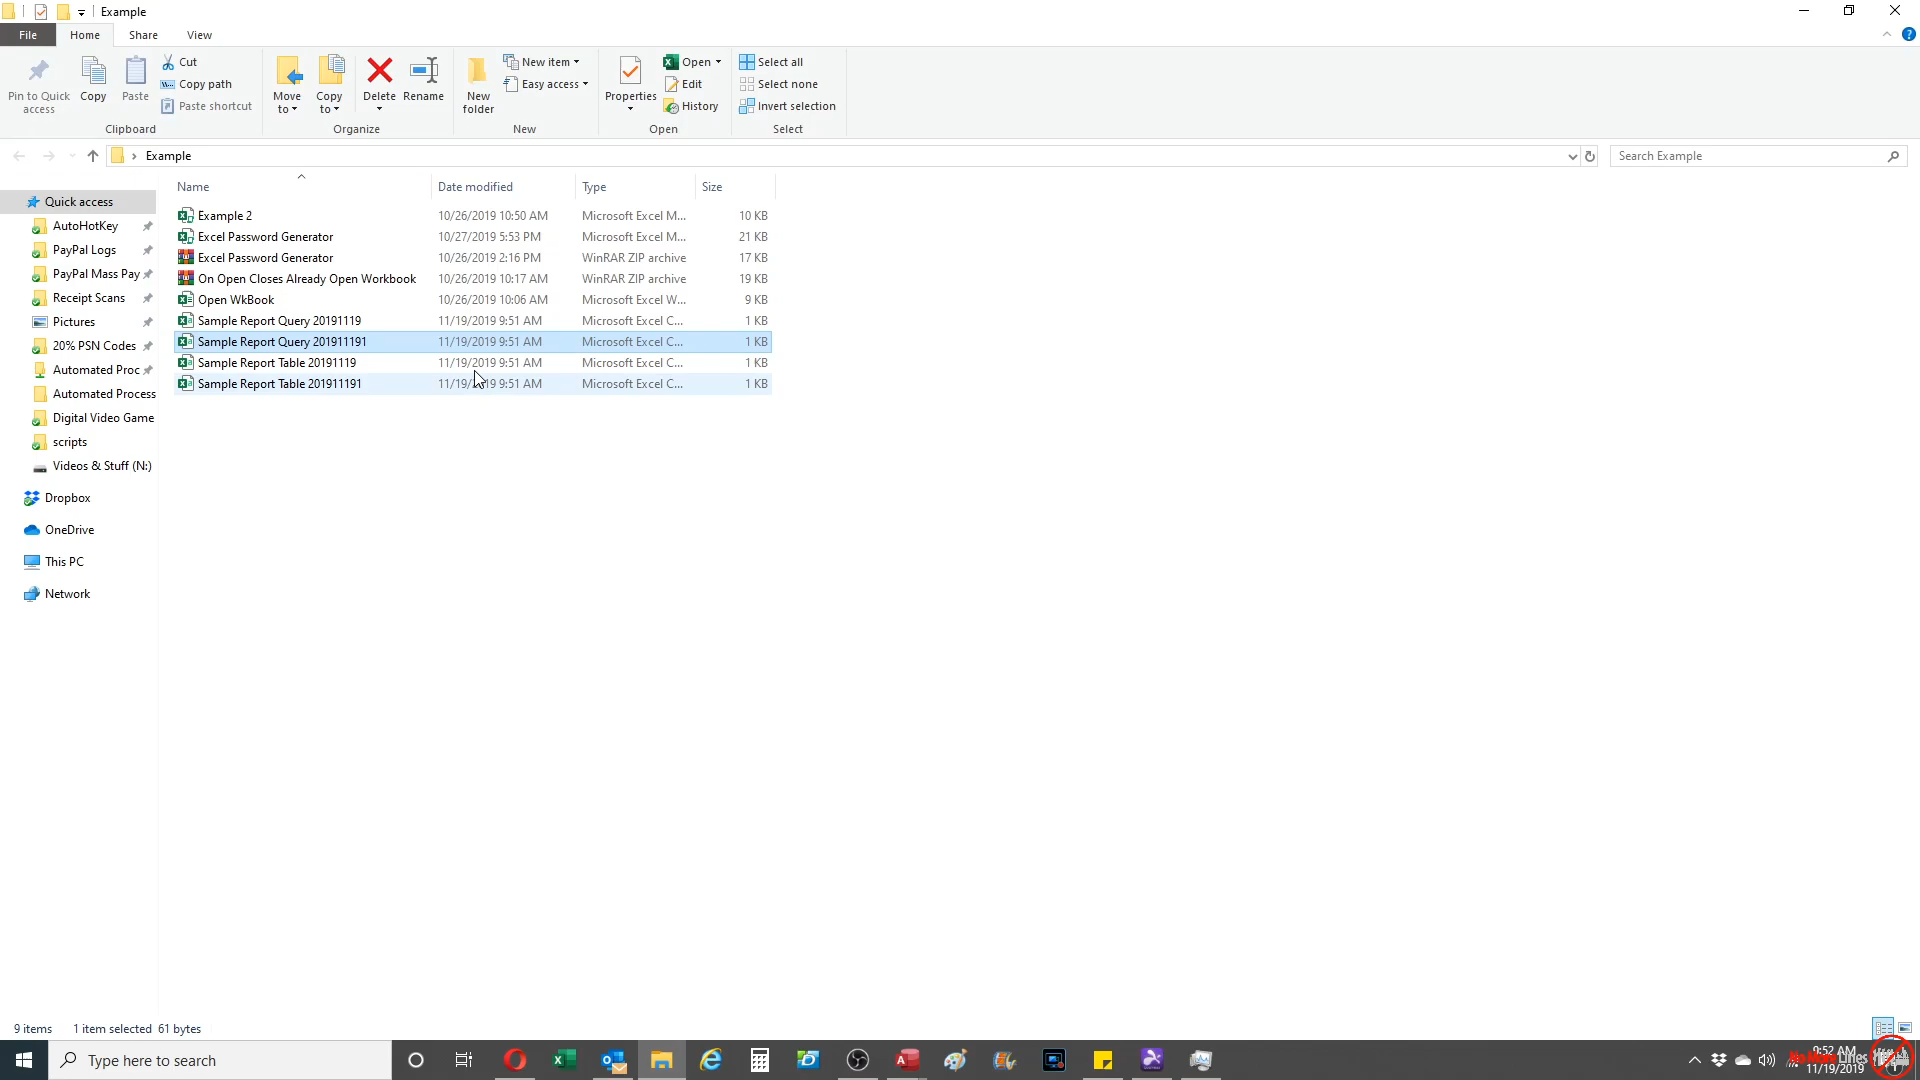 Example
File Home Share View
Pin to Quick access
Copy
Paste
Cut
Copy path
Paste shortcut
Clipboard
Move to
Copy to
Delete
Rename
Organize
New folder
New item
Easy access
New
Properties
Open
Edit
History
Open
Select all
Select none
Invert selection
Select
Example
Search Example
Name Date modified Type Size
Example 2 10/26/2019 10:50 AM Microsoft Excel M... 10 KB
Excel Password Generator 10/27/2019 5:53 PM Microsoft Excel M... 21 KB
Excel Password Generator 10/26/2019 2:16 PM WinRAR ZIP archive 17 KB
On Open Closes Already Open Workbook 10/26/2019 10:17 AM WinRAR ZIP archive 19 KB
Open WkBook 10/26/2019 10:06 AM Microsoft Excel W... 9 KB
Sample Report Query 20191119 11/19/2019 9:51 AM Microsoft Excel C... 1 KB
Sample Report Query 201911191 11/19/2019 9:51 AM Microsoft Excel C... 1 KB
Sample Report Table 20191119 11/19/2019 9:51 AM Microsoft Excel C... 1 KB
Sample Report Table 201911191 11/19/2019 9:51 AM Microsoft Excel C... 1 KB
Quick access
AutoHotKey
PayPal Logs
PayPal Mass Pay
Receipt Scans
Pictures
20% PSN Codes
Automated Proc
Automated Process
Digital Video Game
scripts
Videos & Stuff (N:)
Dropbox
OneDrive
This PC
Network
9 items 1 item selected 61 bytes
Type here to search
9:52 AM
No More Lines
11/19/2019